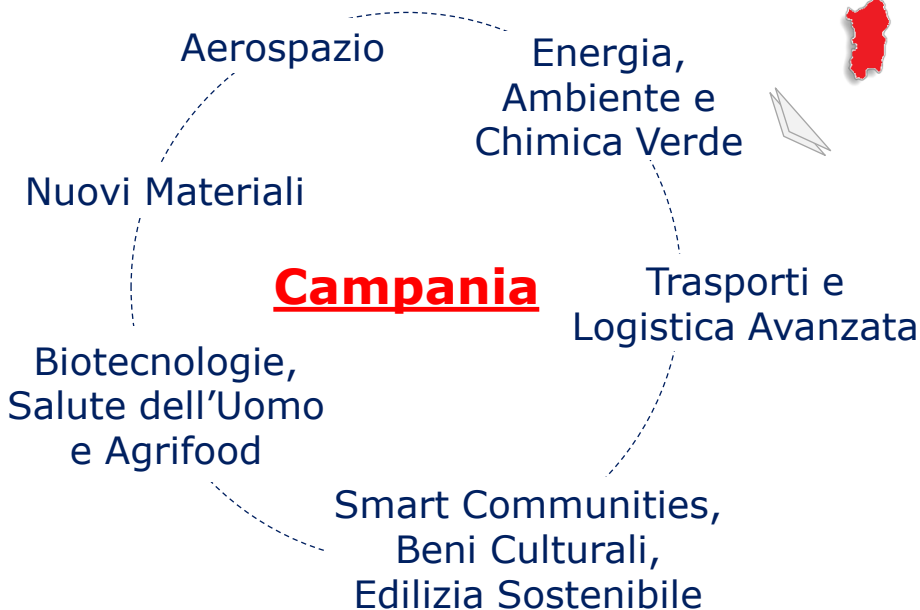 Aerospazio
Energia,
Ambiente e
Chimica Verde
Nuovi Materiali
Campania
Trasporti e
Logistica Avanzata
Biotecnologie,
Salute dell’Uomo
e Agrifood
Smart Communities,
Beni Culturali,
Edilizia Sostenibile